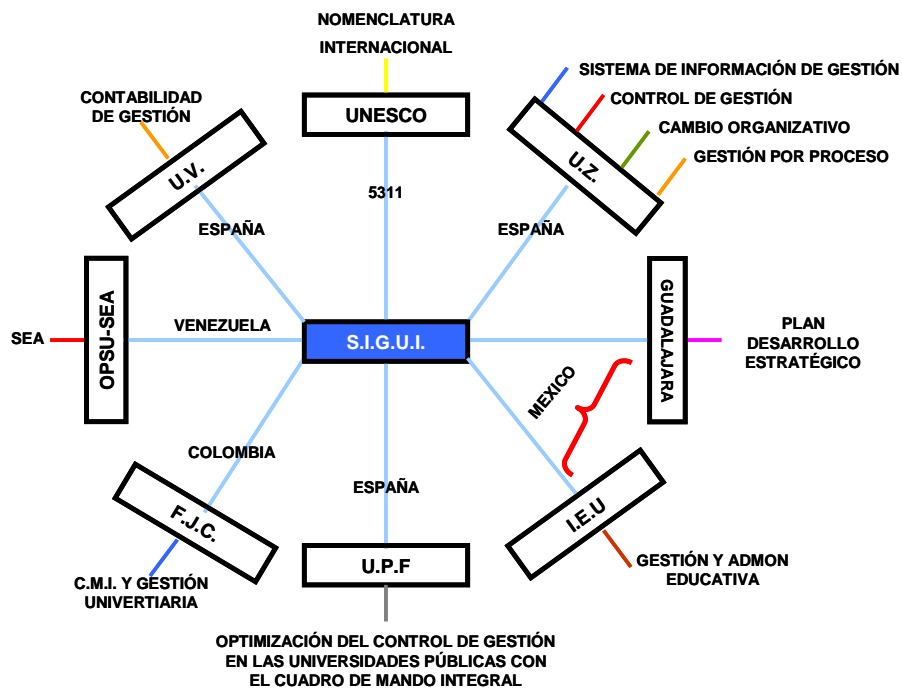 NOMENCLATURA
INTERNACIONAL
UNESCO
5311
SISTEMA DE INFORMACIÓN DE GESTIÓN
CONTROL DE GESTIÓN
CAMBIO ORGANIZATIVO
GESTIÓN POR PROCESO
U.Z.
ESPAÑA
CONTABILIDAD
DE GESTIÓN
U.V.
ESPAÑA
SEA
OPSU-SEA
VENEZUELA
S.I.G.U.I.
GUADALAJARA
PLAN
DESARROLLO
ESTRATÉGICO
MEXICO
I.E.U
GESTIÓN Y ADMON
EDUCATIVA
COLOMBIA
F.J.C.
C.M.I. Y GESTIÓN
UNIVERTIARIA
ESPAÑA
U.P.F
OPTIMIZACIÓN DEL CONTROL DE GESTIÓN
EN LAS UNIVERSIDADES PÚBLICAS CON
EL CUADRO DE MANDO INTEGRAL